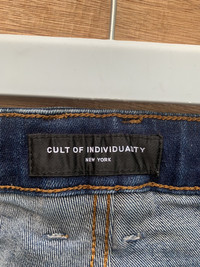 CULT OF INDIVIDUALITY
NEW YORK